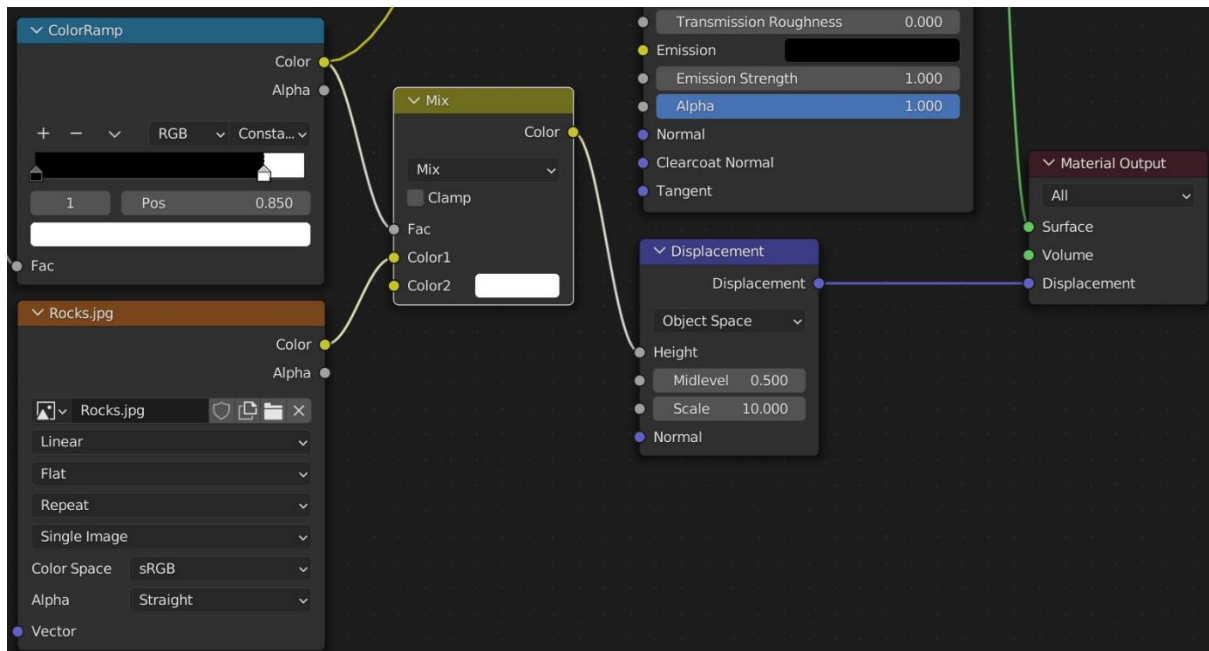 ColorRamp
Color
Alpha
RGB
Consta...
1
Pos 0.850
Fac
Rocks.jpg
Color
Alpha
Rocks.jpg
Linear
Flat
Repeat
Single Image
Color Space sRGB
Alpha Straight
Vector
Mix
Color
Mix
Clamp
Fac
Color1
Color2
Transmission Roughness 0.000
Emission
Emission Strength 1.000
Alpha 1.000
Normal
Clearcoat Normal
Tangent
Displacement
Displacement
Object Space
Height
Midlevel 0.500
Scale 10.000
Normal
Material Output
All
Surface
Volume
Displacement